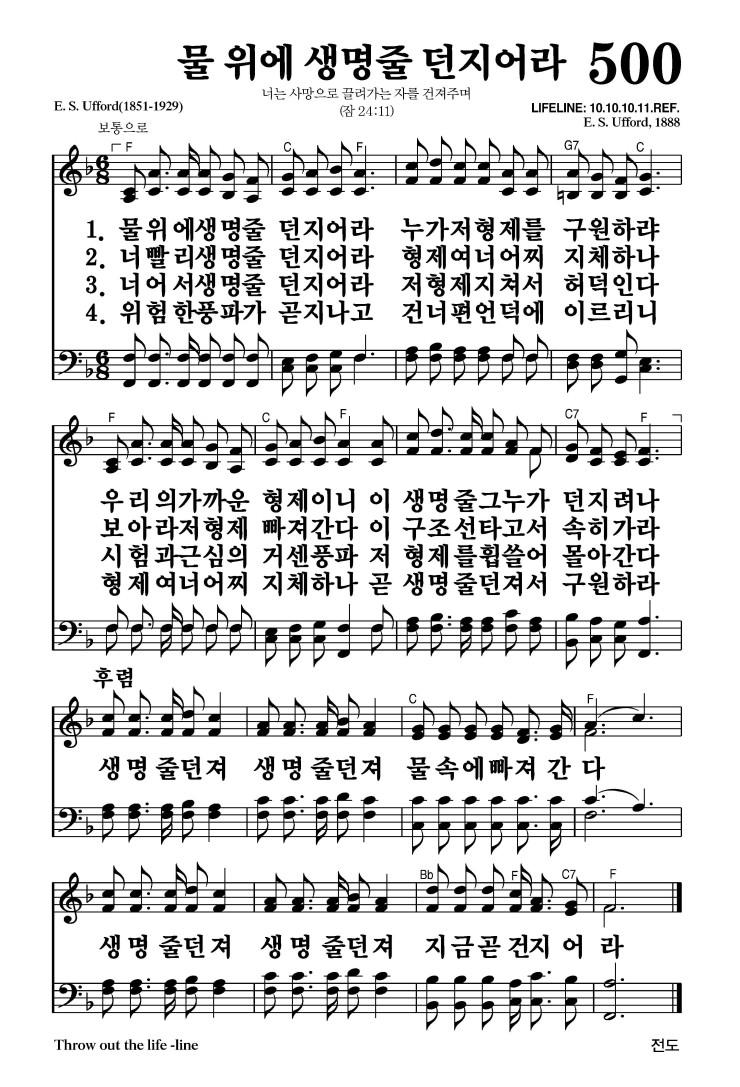 물 위에 생명줄 던지어라 500
너는 사망으로 끌려가는 자를 건져주며
(잠 24:11)
E. S. Ufford(1851-1929)
LIFELINE: 10.10.10.11.REF.
E. S. Ufford, 1888
보통으로
F C F G7 C
1. 물위에생명줄 던지어라 누가저형제를 구원하랴
2. 너빨리생명줄 던지어라 형제여너어찌 지체하나
3. 너어서생명줄 던지어라 저형제지쳐서 허덕인다
4. 위험한풍파가 곧지나고 건너편언덕에 이르리니
F C F C7 F
우리의가까운 형제이니 이 생명줄그누가 던지려나
보아라저형제 빠져간다 이 구조선타고서 속히가라
시험과근심의 거센풍파 저 형제를휩쓸어 몰아간다
형제여너어찌 지체하나 곧 생명줄던져서 구원하라
후렴
C F
생명줄던져 생명줄던져 물속에빠져간다
Bb F C7 F
생명줄던져 생명줄던져 지금곧건지어라
Throw out the life -line
전도